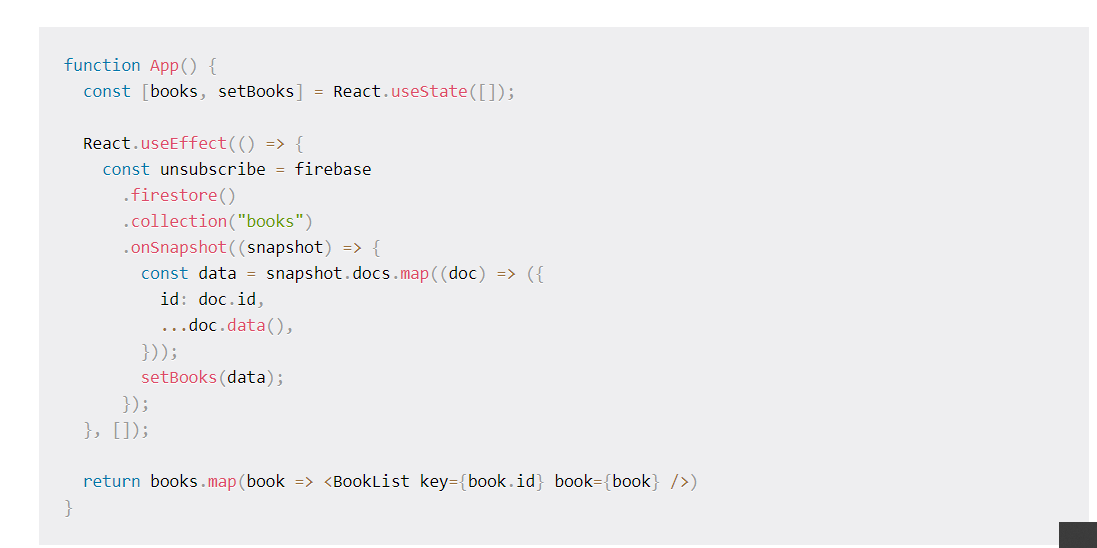 function App() {
  const [books, setBooks] = React.useState([]);

  React.useEffect(() => {
    const unsubscribe = firebase
      .firestore()
      .collection("books")
      .onSnapshot((snapshot) => {
        const data = snapshot.docs.map((doc) => ({
          id: doc.id,
          ...doc.data(),
        }));
        setBooks(data);
      });
  }, []);

  return books.map(book => <BookList key={book.id} book={book} />)
}